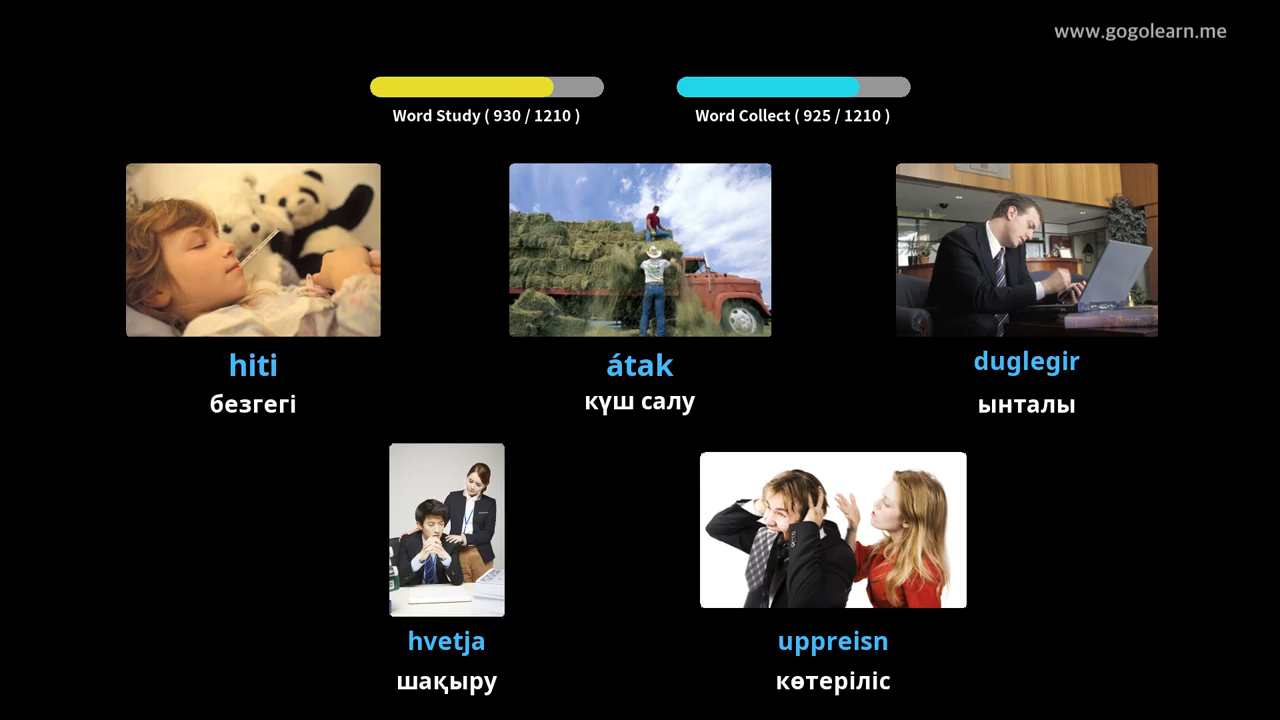 www.gogolearn.me
Word Study ( 930 / 1210 )
Word Collect ( 925 / 1210 )
hiti
безгегі
átak
күш салу
duglegir
ынталы
hvetja
шақыру
uppreisn
көтеріліс